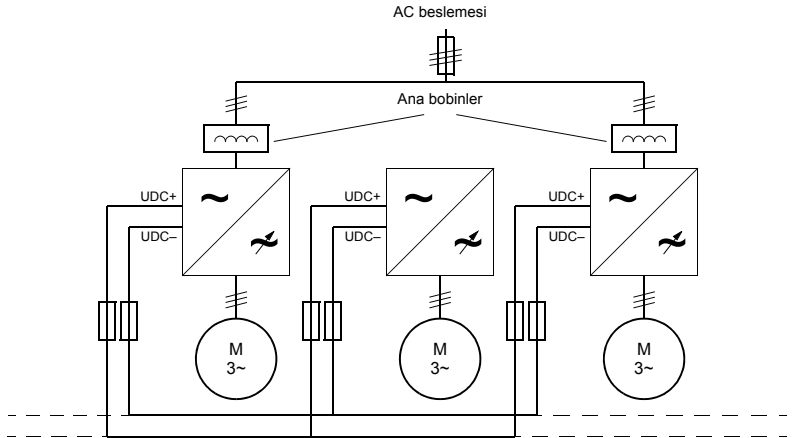 AC beslemesi
Ana bobinler
UDC+
UDC–
UDC+
UDC–
UDC+
UDC–
M
3~
M
3~
M
3~